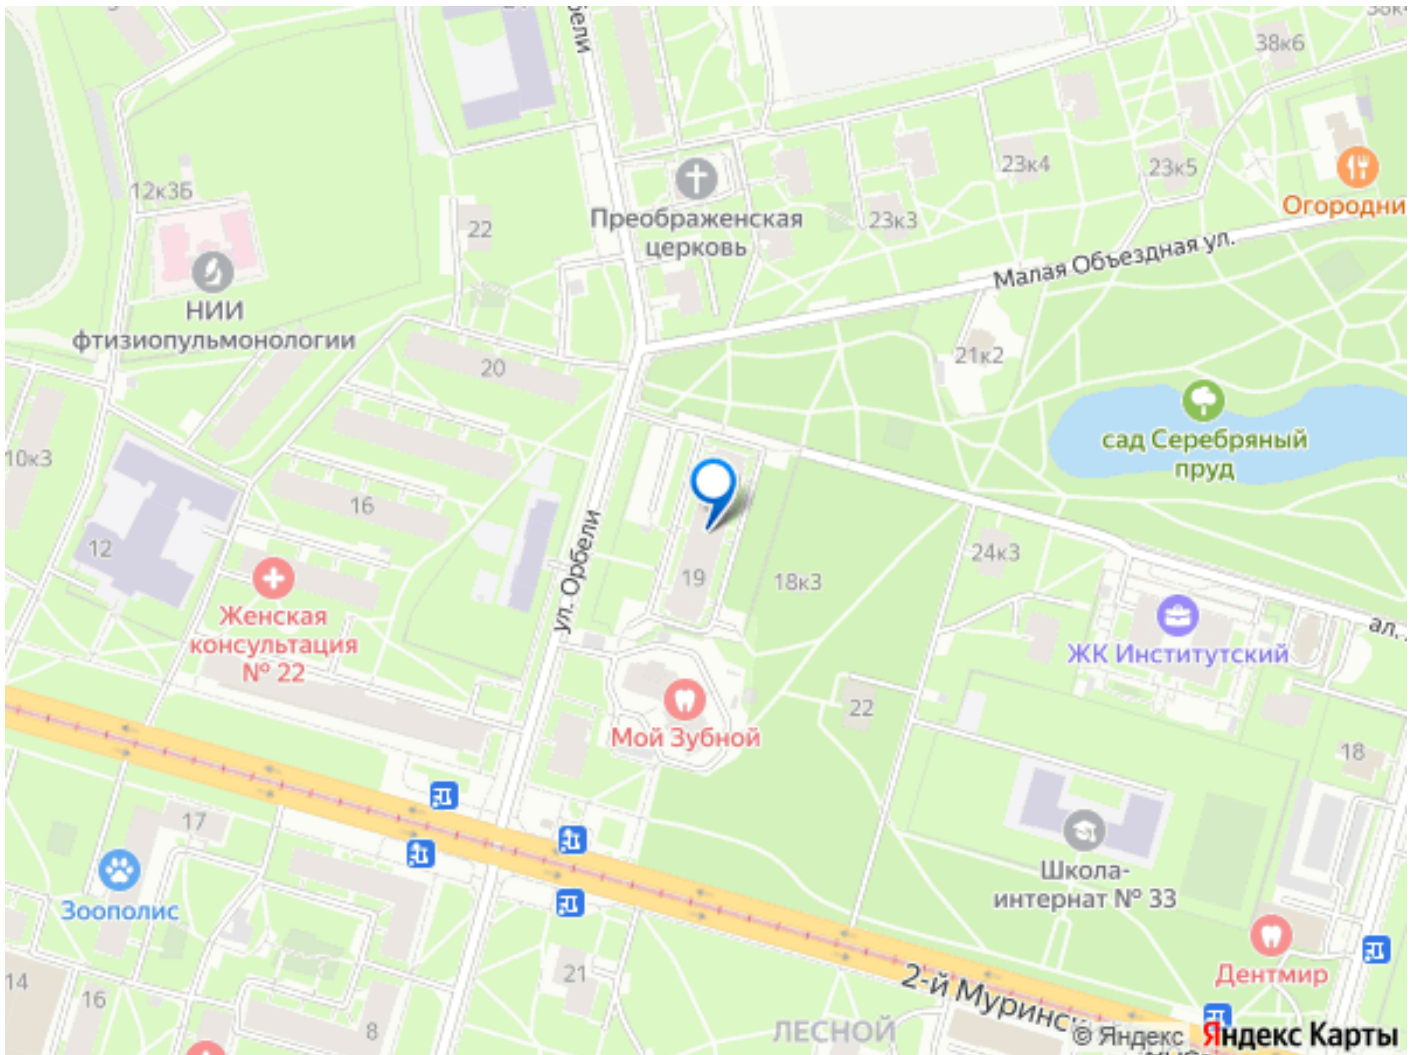 38к6
12к3Б
22
Преображенская
церковь
23к3
23к4
23к5
Огородни
НИИ
фтизиопульмонологии
Малая Объездная ул.
21к2
20
сад Серебряный
пруд
10к3
16
12
ул. Орбели
19
18к3
24к3
Женская
консультация
№ 22
ЖК Институтский
ал.
Мой Зубной
22
18
17
Зоополис
Школа-
интернат № 33
Дентмир
14
16
8
21
2-й Муринск
ЛЕСНОЙ
© Яндекс Яндекс Карты